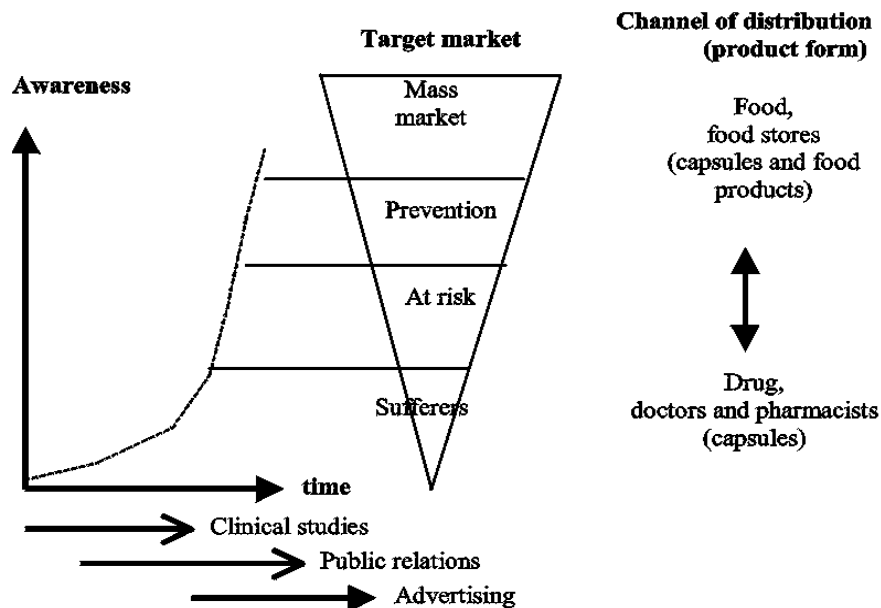 Channel of distribution
(product form)
Target market
Awareness
Mass
market
Food,
food stores
(capsules and food
products)
Prevention
At risk
Drug,
doctors and pharmacists
(capsules)
Sufferers
time
Clinical studies
Public relations
Advertising